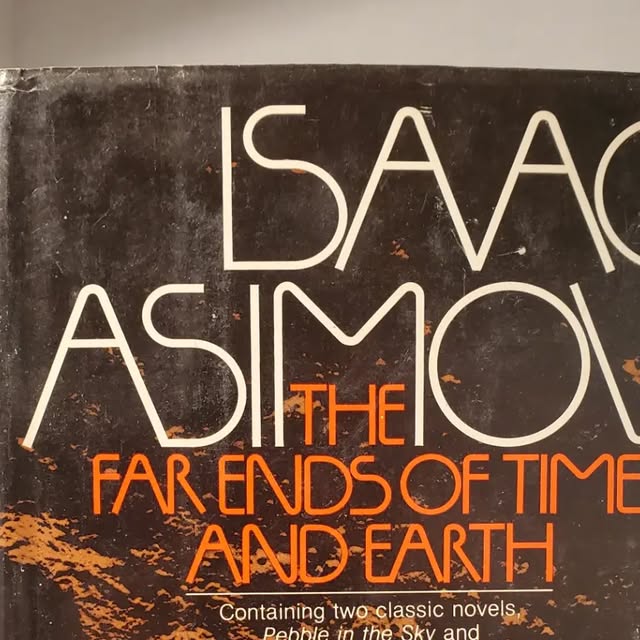 ISAAC
ASIMOV
THE
FAR ENDS OF TIME
AND EARTH
Containing two classic novels,
Pebble in the Sky and